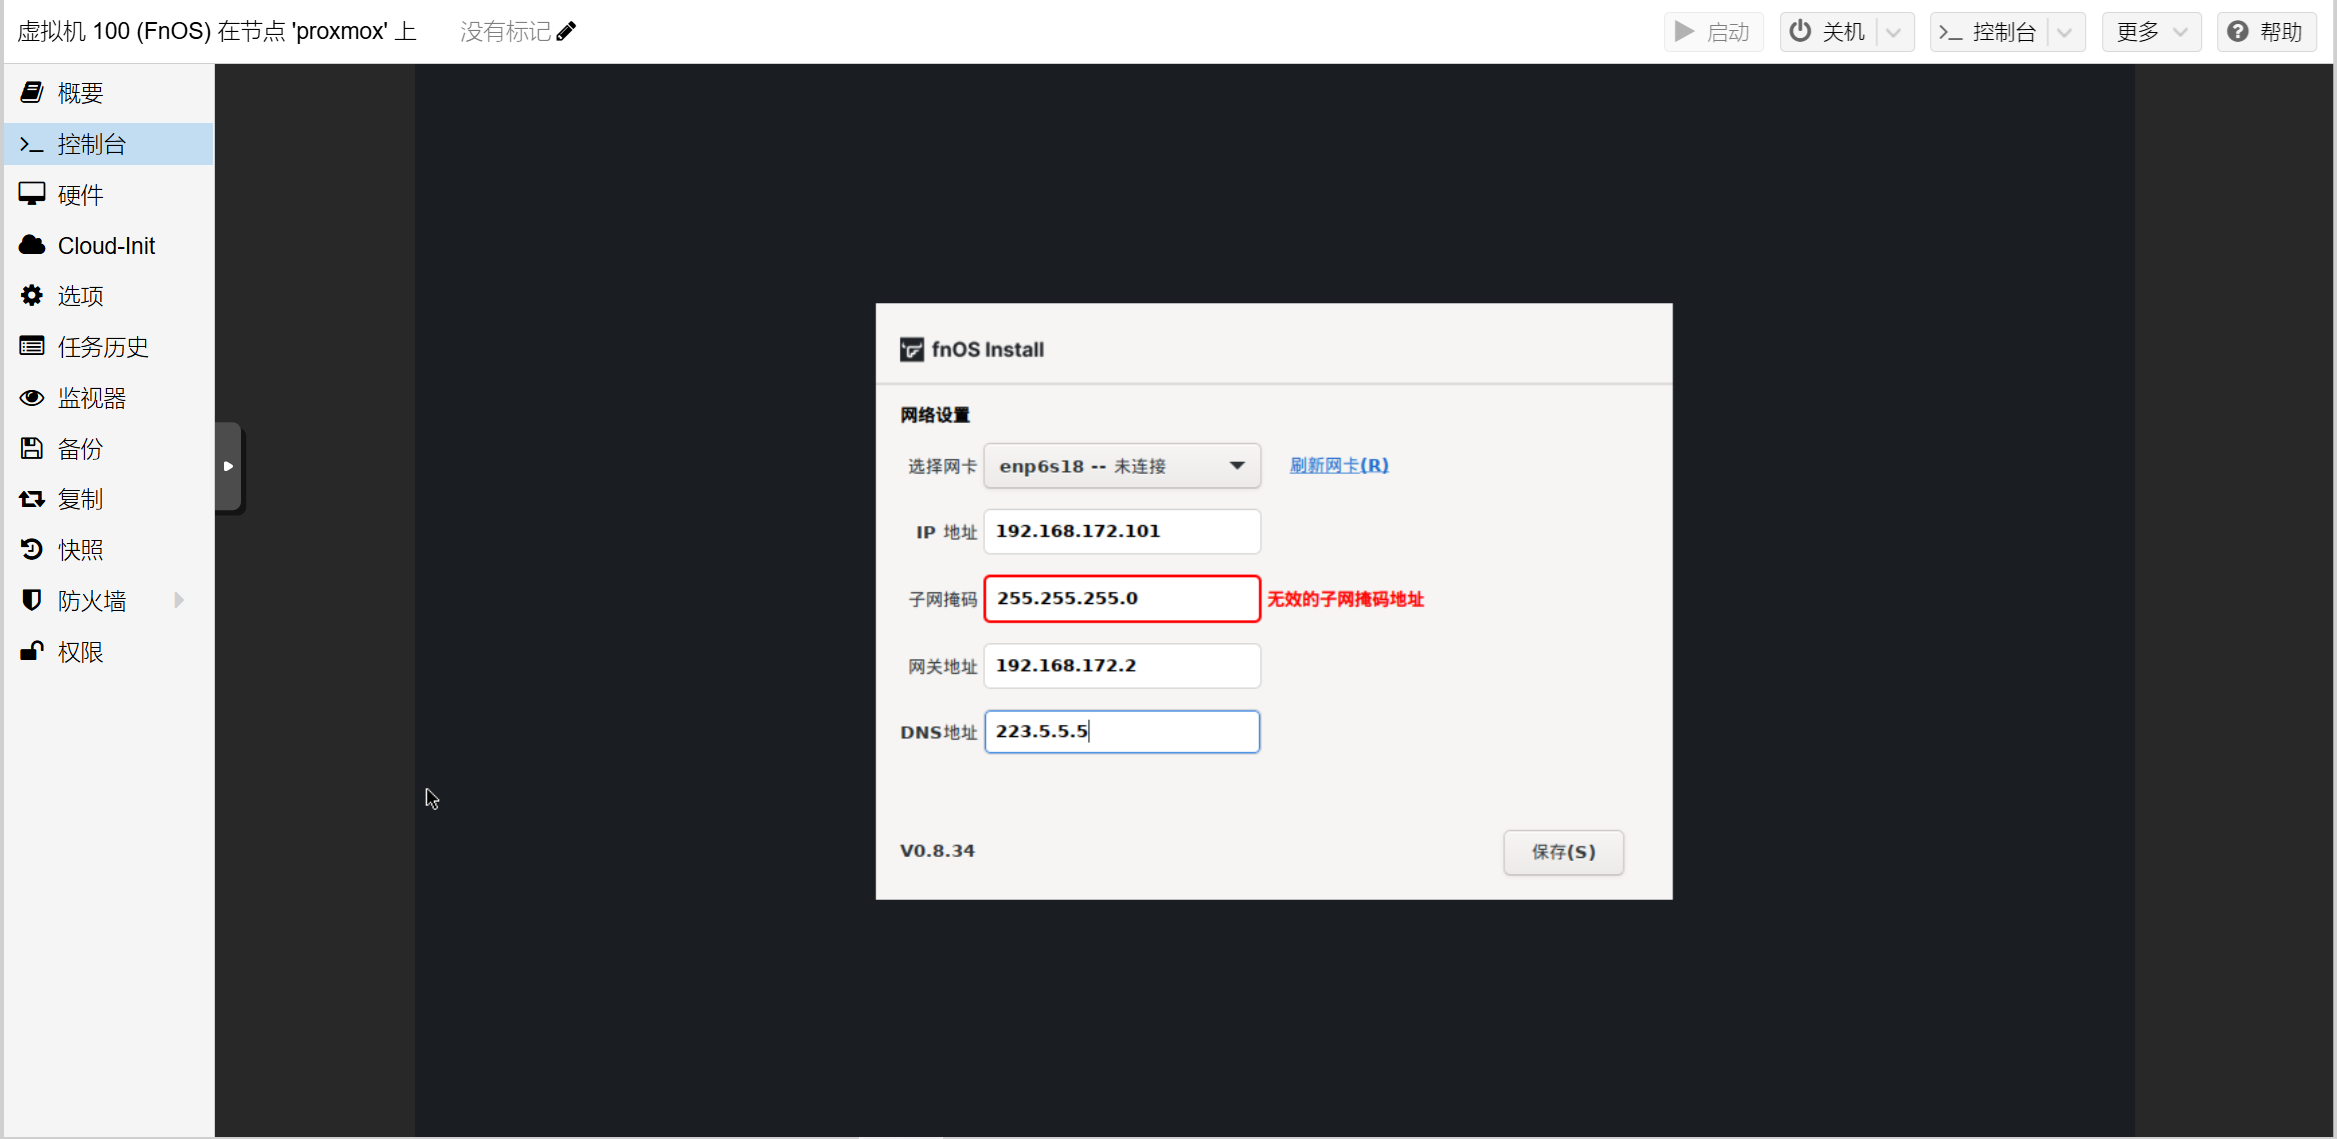 虚拟机 100 (FnOS) 在节点 'proxmox' 上 没有标记 启动 关机 控制台 更多 帮助
概要
控制台
硬件
Cloud-Init
选项
任务历史
监视器
备份
复制
快照
防火墙
权限
fnOS Install
网络设置
选择网卡 enp6s18 -- 未连接 刷新网卡(R)
IP 地址 192.168.172.101
子网掩码 255.255.255.0 无效的子网掩码地址
网关地址 192.168.172.2
DNS地址 223.5.5.5
V0.8.34 保存(S)